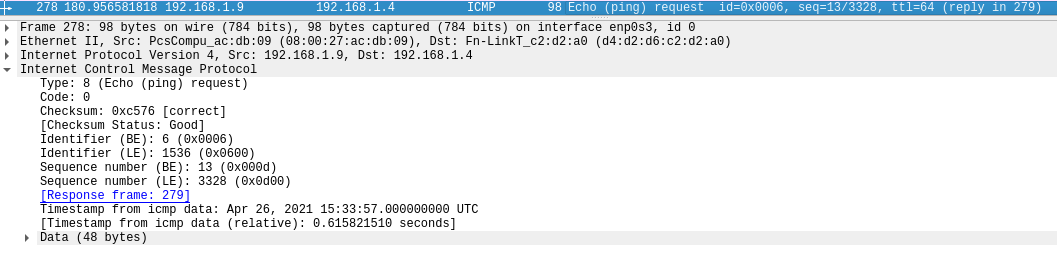 278 180.956581818 192.168.1.9 192.168.1.4 ICMP 98 Echo (ping) request id=0x0006, seq=13/3328, ttl=64 (reply in 279)
Frame 278: 98 bytes on wire (784 bits), 98 bytes captured (784 bits) on interface enp0s3, id 0
Ethernet II, Src: PcsCompu_ac:db:09 (08:00:27:ac:db:09), Dst: Fn-LinkT_c2:d2:a0 (d4:d2:d6:c2:d2:a0)
Internet Protocol Version 4, Src: 192.168.1.9, Dst: 192.168.1.4
Internet Control Message Protocol
Type: 8 (Echo (ping) request)
Code: 0
Checksum: 0xc576 [correct]
[Checksum Status: Good]
Identifier (BE): 6 (0x0006)
Identifier (LE): 1536 (0x0600)
Sequence number (BE): 13 (0x000d)
Sequence number (LE): 3328 (0x0d00)
[Response frame: 279]
Timestamp from icmp data: Apr 26, 2021 15:33:57.000000000 UTC
[Timestamp from icmp data (relative): 0.615821510 seconds]
Data (48 bytes)